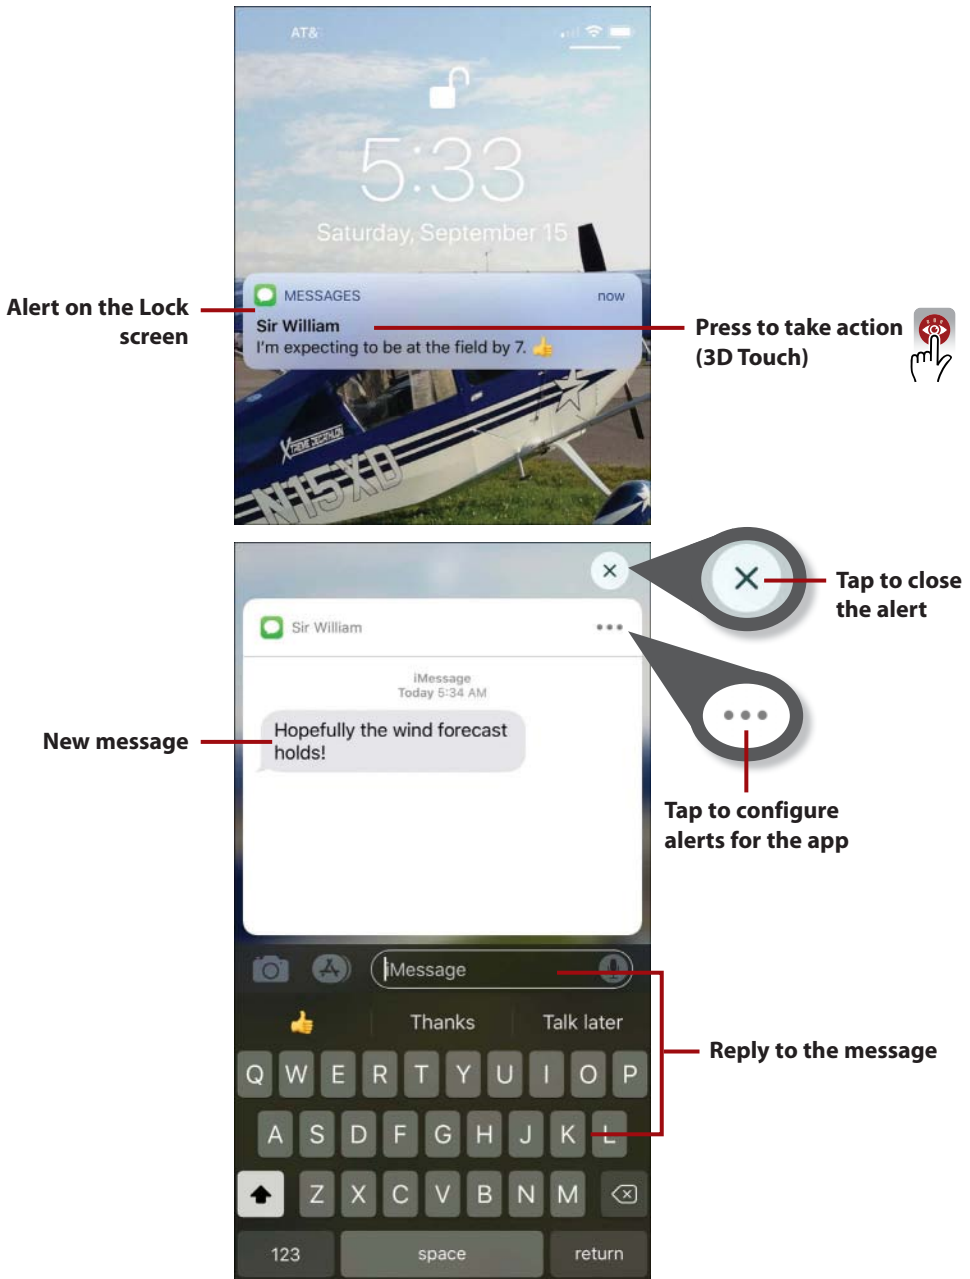 AT&
5:33
Saturday, September 15
MESSAGES now
Sir William
I'm expecting to be at the field by 7. 👍
Alert on the Lock
screen
Press to take action
(3D Touch)
XTREME DECATHLON
N15XD
Tap to close
the alert
Sir William
iMessage
Today 5:34 AM
Hopefully the wind forecast
holds!
New message
Tap to configure
alerts for the app
iMessage
👍 Thanks Talk later
Reply to the message
Q W E R T Y U I O P
A S D F G H J K L
Z X C V B N M
123 space return